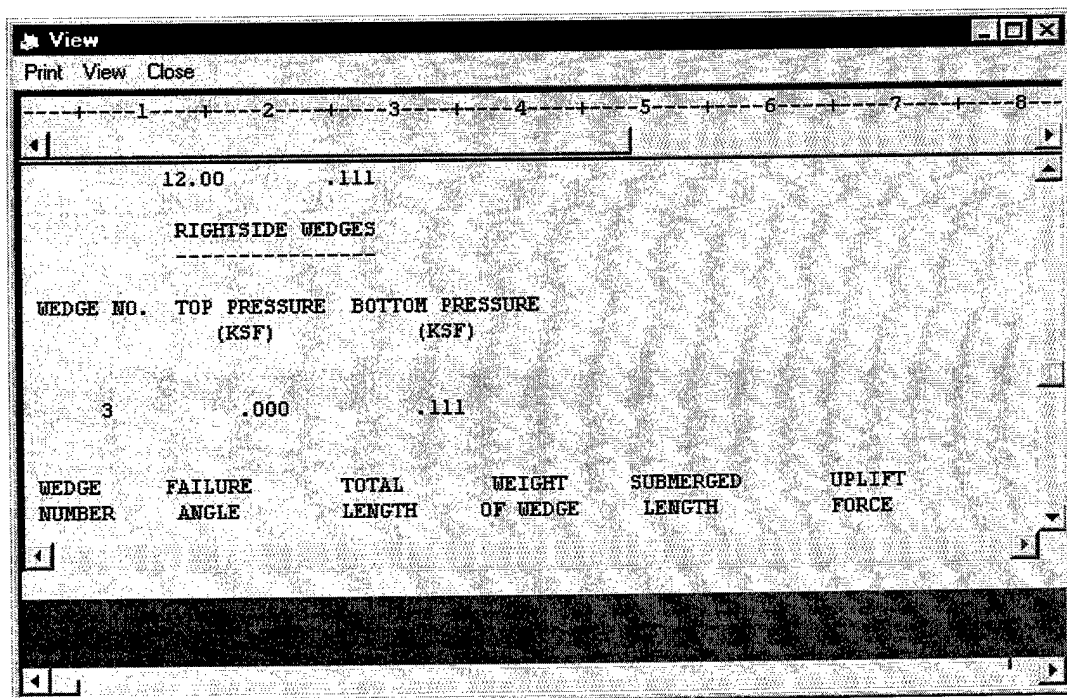 View
Print View Close
----+----1----+----2----+----3----+----4----+----5----+----6----+----7----+----8---
12.00 .111
RIGHTSIDE WEDGES
----------------
WEDGE NO. TOP PRESSURE BOTTOM PRESSURE
(KSF) (KSF)
3 .000 .111
WEDGE FAILURE TOTAL WEIGHT SUBMERGED UPLIFT
NUMBER ANGLE LENGTH OF WEDGE LENGTH FORCE